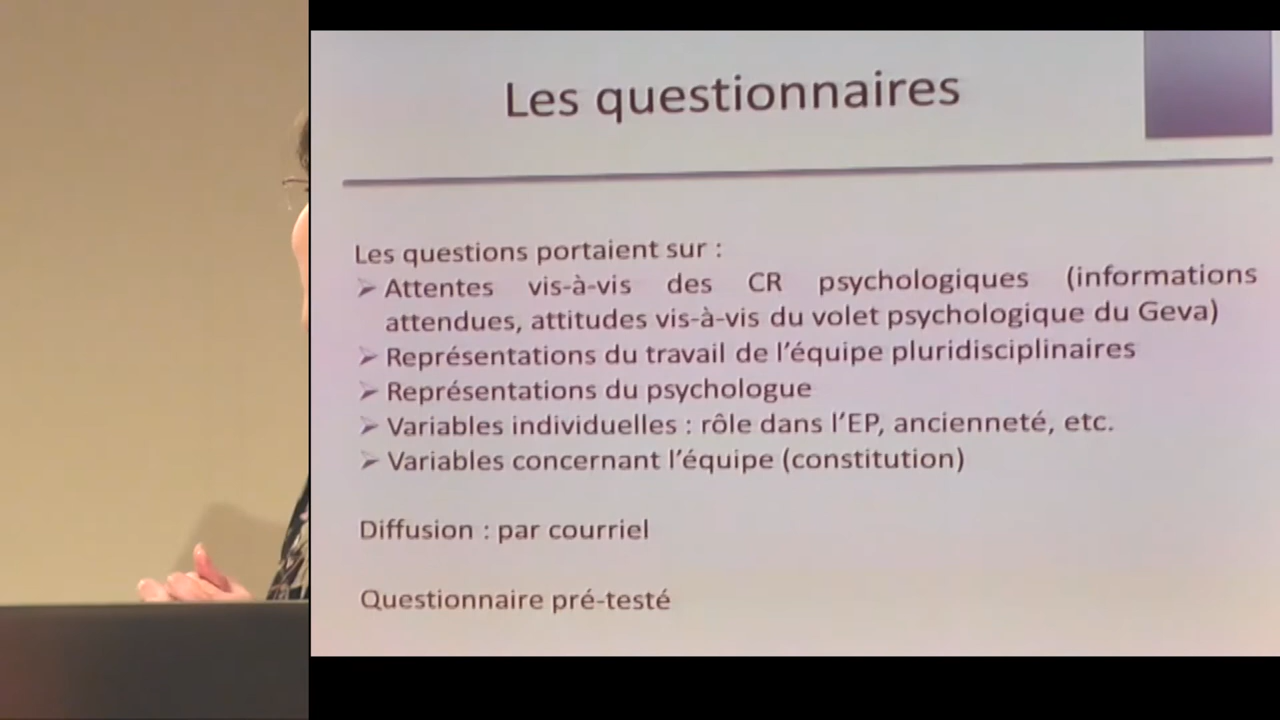 Les questionnaires
Les questions portaient sur :
Attentes vis-à-vis des CR psychologiques (informations
attendues, attitudes vis-à-vis du volet psychologique du Geva)
Représentations du travail de l'équipe pluridisciplinaires
Représentations du psychologue
Variables individuelles : rôle dans l'EP, ancienneté, etc.
Variables concernant l'équipe (constitution)
Diffusion : par courriel
Questionnaire pré-testé